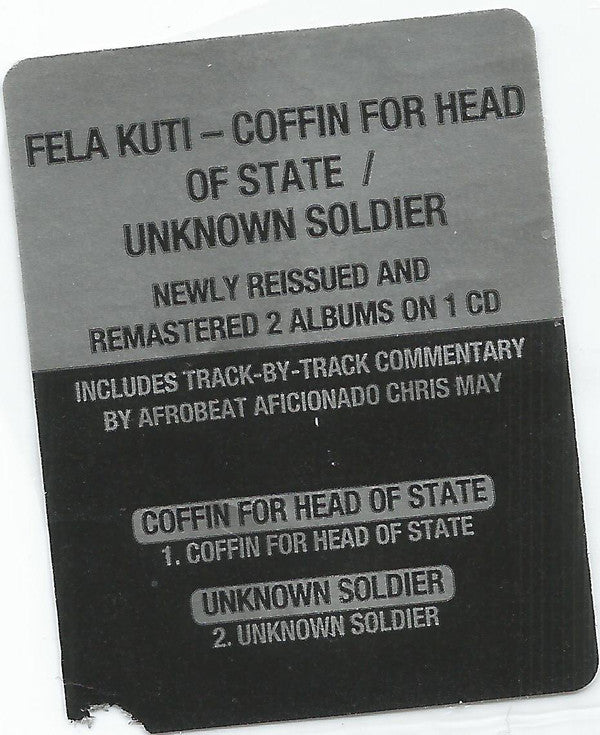 FELA KUTI – COFFIN FOR HEAD
OF STATE /
UNKNOWN SOLDIER
NEWLY REISSUED AND
REMASTERED 2 ALBUMS ON 1 CD
INCLUDES TRACK-BY-TRACK COMMENTARY
BY AFROBEAT AFICIONADO CHRIS MAY
COFFIN FOR HEAD OF STATE
1. COFFIN FOR HEAD OF STATE
UNKNOWN SOLDIER
2. UNKNOWN SOLDIER